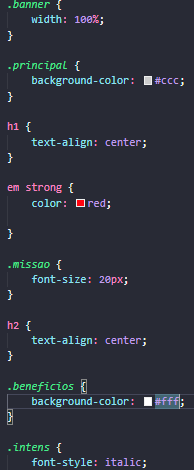 .banner {
width: 100%;
}
.principal {
background-color: #ccc;
}
h1 {
text-align: center;
}
em strong {
color: red;
}
.missao {
font-size: 20px;
}
h2 {
text-align: center;
}
.beneficios {
background-color: #fff;
}
.intens {
font-style: italic;